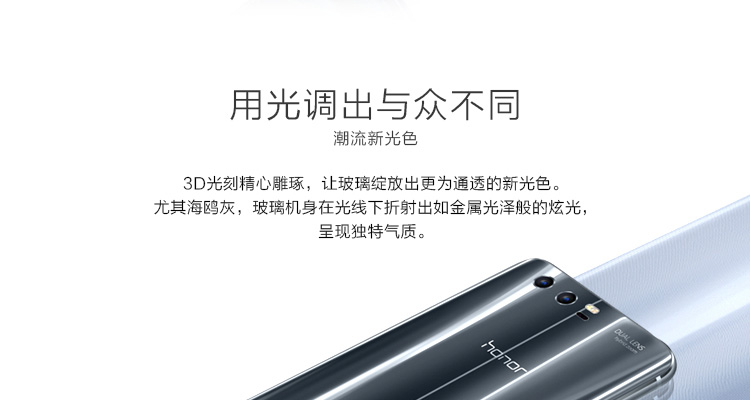 用光调出与众不同
潮流新光色
3D光刻精心雕琢，让玻璃绽放出更为通透的新光色。
尤其海鸥灰，玻璃机身在光线下折射出如金属光泽般的炫光，
呈现独特气质。
DUAL LENS
honor